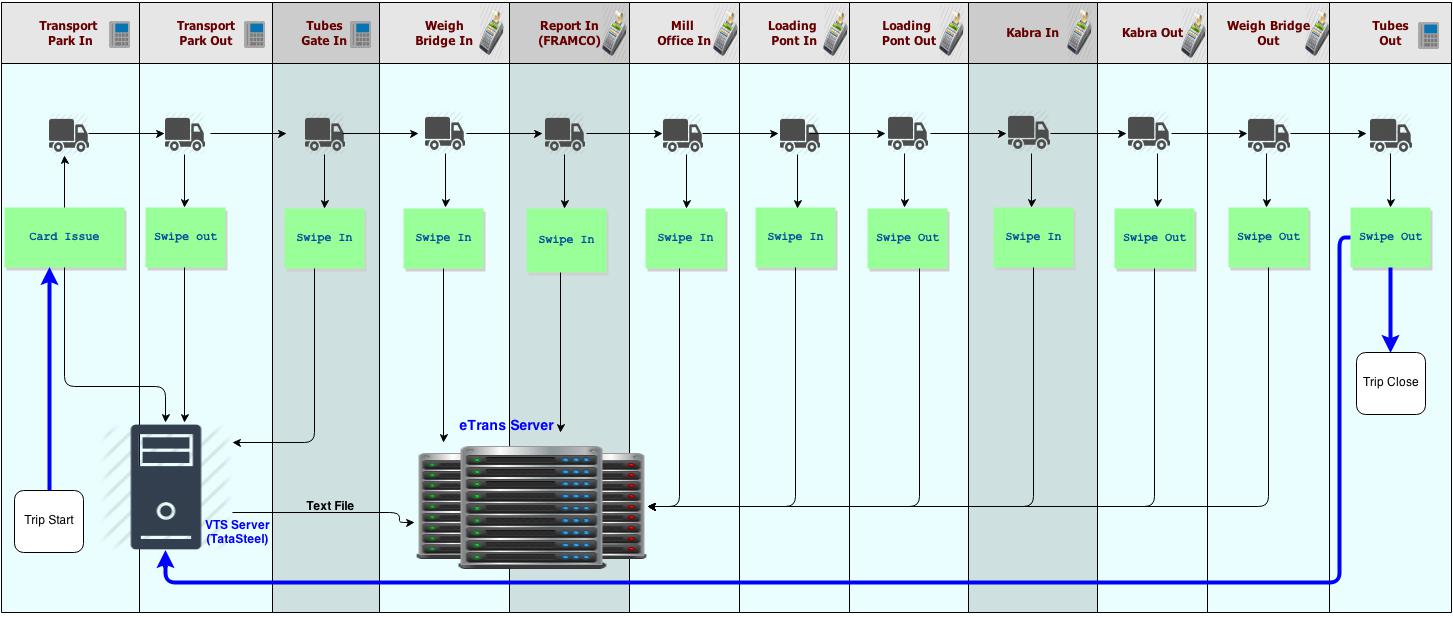 Transport
Park In
Transport
Park Out
Tubes
Gate In
Weigh
Bridge In
Report In
(FRAMCO)
Mill
Office In
Loading
Pont In
Loading
Pont Out
Kabra In
Kabra Out
Weigh Bridge
Out
Tubes
Out
Card Issue
Swipe out
Swipe In
Swipe In
Swipe In
Swipe In
Swipe In
Swipe Out
Swipe In
Swipe Out
Swipe Out
Swipe Out
Trip Close
eTrans Server
Text File
Trip Start
VTS Server
(TataSteel)